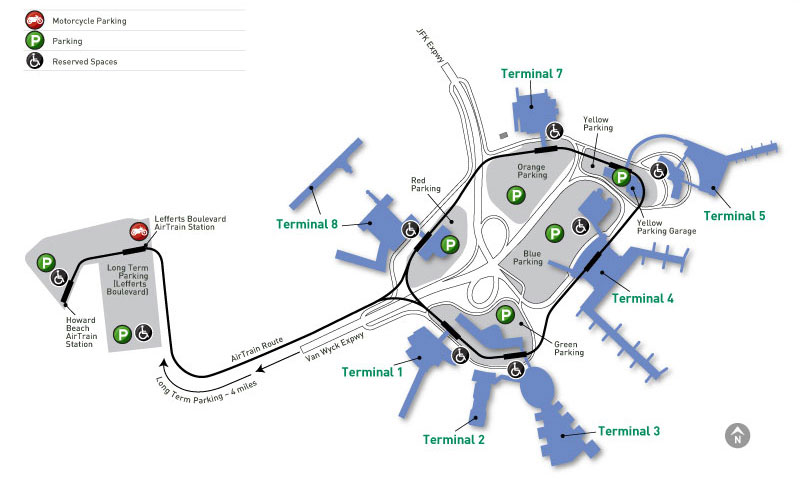 Motorcycle Parking
P
Parking
Reserved Spaces
JFK Expwy
Terminal 7
Yellow
Parking
Orange
Parking
P
P
Red
Parking
Terminal 8
Terminal 5
Yellow
Parking Garage
Lefferts Boulevard
AirTrain Station
P
P
Blue
Parking
P
Long Term
Parking
(Lefferts
Boulevard)
Terminal 4
Howard
Beach
AirTrain
Station
P
P
Green
Parking
AirTrain Route
Van Wyck Expwy
Long Term Parking ~ 4 miles
Terminal 1
Terminal 2
Terminal 3
N